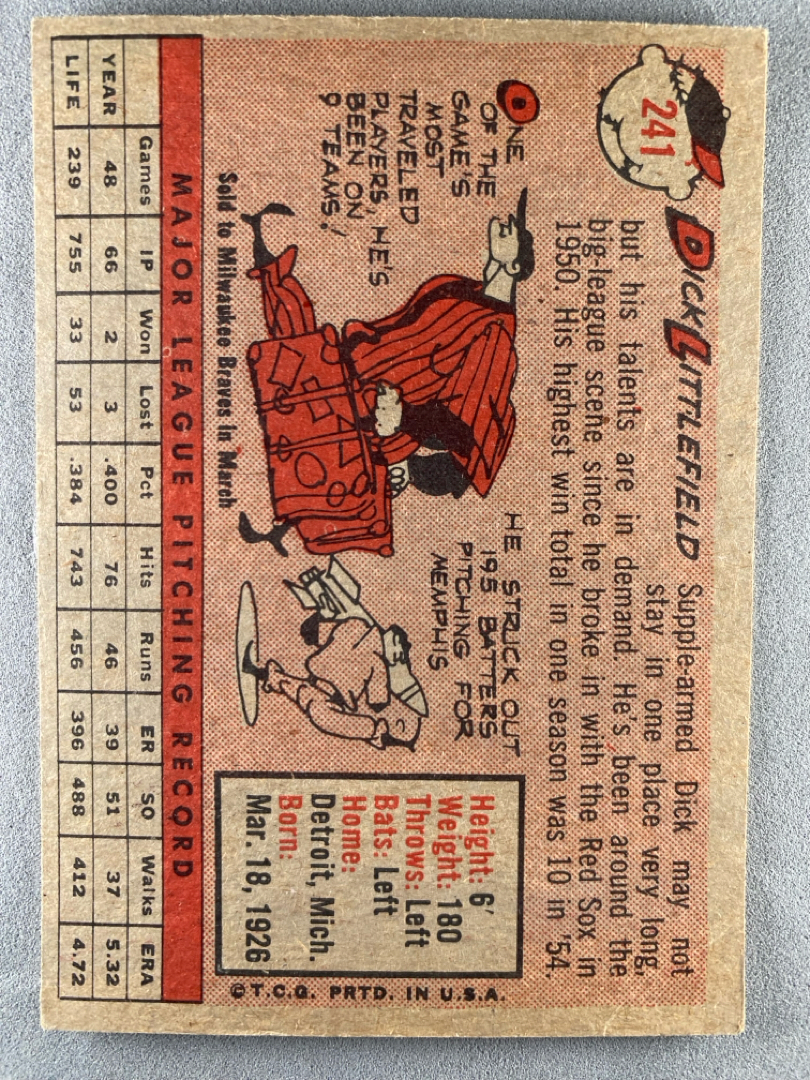 241
DICK LITTLEFIELD
Supple-armed Dick may not
stay in one place very long,
but his talents are in demand. He's been around the
big-league scene since he broke in with the Red Sox in
1950. His highest win total in one season was 10 in '54.
ONE
OF THE
GAME'S
MOST
TRAVELED
PLAYERS, HE'S
BEEN ON
9 TEAMS!
HE STRUCK OUT
195 BATTERS
PITCHING FOR
MEMPHIS
Sold to Milwaukee Braves in March
Height: 6'
Weight: 180
Throws: Left
Bats: Left
Home:
Detroit, Mich.
Born:
Mar. 18, 1926
©T.C.G. PRTD. IN U.S.A.
MAJOR LEAGUE PITCHING RECORD
Games IP Won Lost Pct Hits Runs ER SO Walks ERA
YEAR 48 66 2 3 .400 76 46 39 51 37 5.32
LIFE 239 755 33 53 .384 743 456 396 488 412 4.72